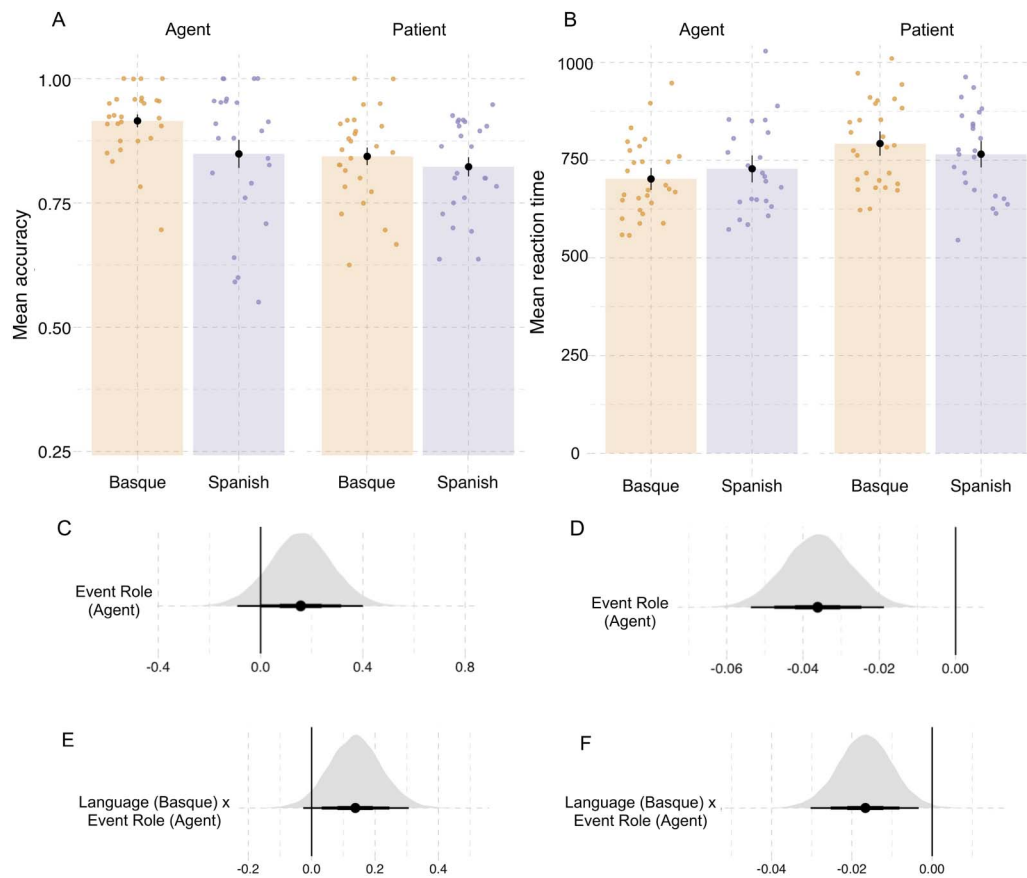 A
Agent
Patient
Mean accuracy
1.00
0.75
0.50
0.25
Basque
Spanish
Basque
Spanish
B
Agent
Patient
Mean reaction time
1000
750
500
250
0
Basque
Spanish
Basque
Spanish
C
Event Role
(Agent)
-0.4
0.0
0.4
0.8
D
Event Role
(Agent)
-0.06
-0.04
-0.02
0.00
E
Language (Basque) x
Event Role (Agent)
-0.2
0.0
0.2
0.4
F
Language (Basque) x
Event Role (Agent)
-0.04
-0.02
0.00